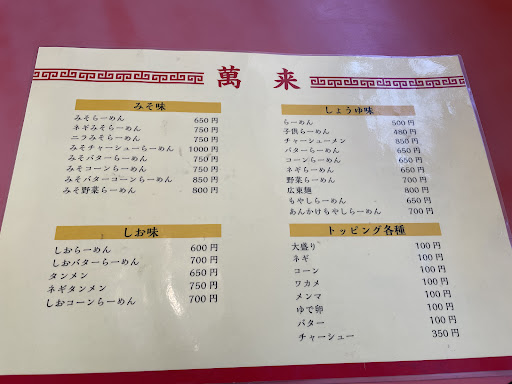 萬来
みそ味
みそらーめん 650円
ネギみそらーめん 750円
ニラみそらーめん 750円
みそチャーシューらーめん 1000円
みそバターらーめん 750円
みそコーンらーめん 750円
みそバターコーンらーめん 850円
みそ野菜らーめん 800円
しお味
しおらーめん 600円
しおバターらーめん 700円
タンメン 650円
ネギタンメン 750円
しおコーンらーめん 700円
しょうゆ味
らーめん 500円
子供らーめん 480円
チャーシューメン 850円
バターらーめん 650円
コーンらーめん 650円
ネギらーめん 650円
野菜らーめん 700円
広東麺 800円
もやしらーめん 650円
あんかけもやしらーめん 700円
トッピング各種
大盛り 100円
ネギ 100円
コーン 100円
ワカメ 100円
メンマ 100円
ゆで卵 100円
バター 100円
チャーシュー 350円